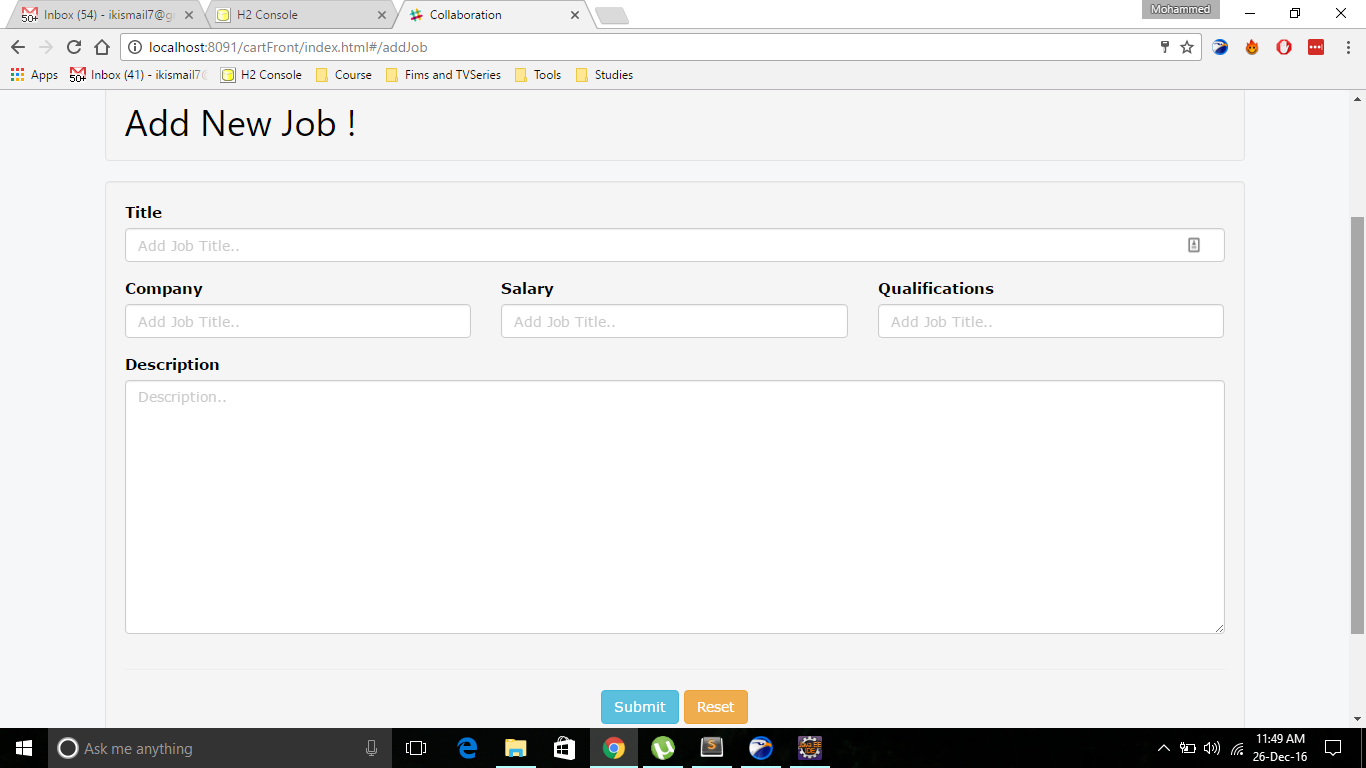 Mohammed
50+ Inbox (54) - ikismail7@g
H2 Console
Collaboration
localhost:8091/cartFront/index.html#/addJob
Apps
50+ Inbox (41) - ikismail7
H2 Console
Course
Fims and TVSeries
Tools
Studies
Add New Job !
Title
Add Job Title..
Company
Salary
Qualifications
Add Job Title..
Add Job Title..
Add Job Title..
Description
Description..
Submit
Reset
Ask me anything
S
11:49 AM
26-Dec-16